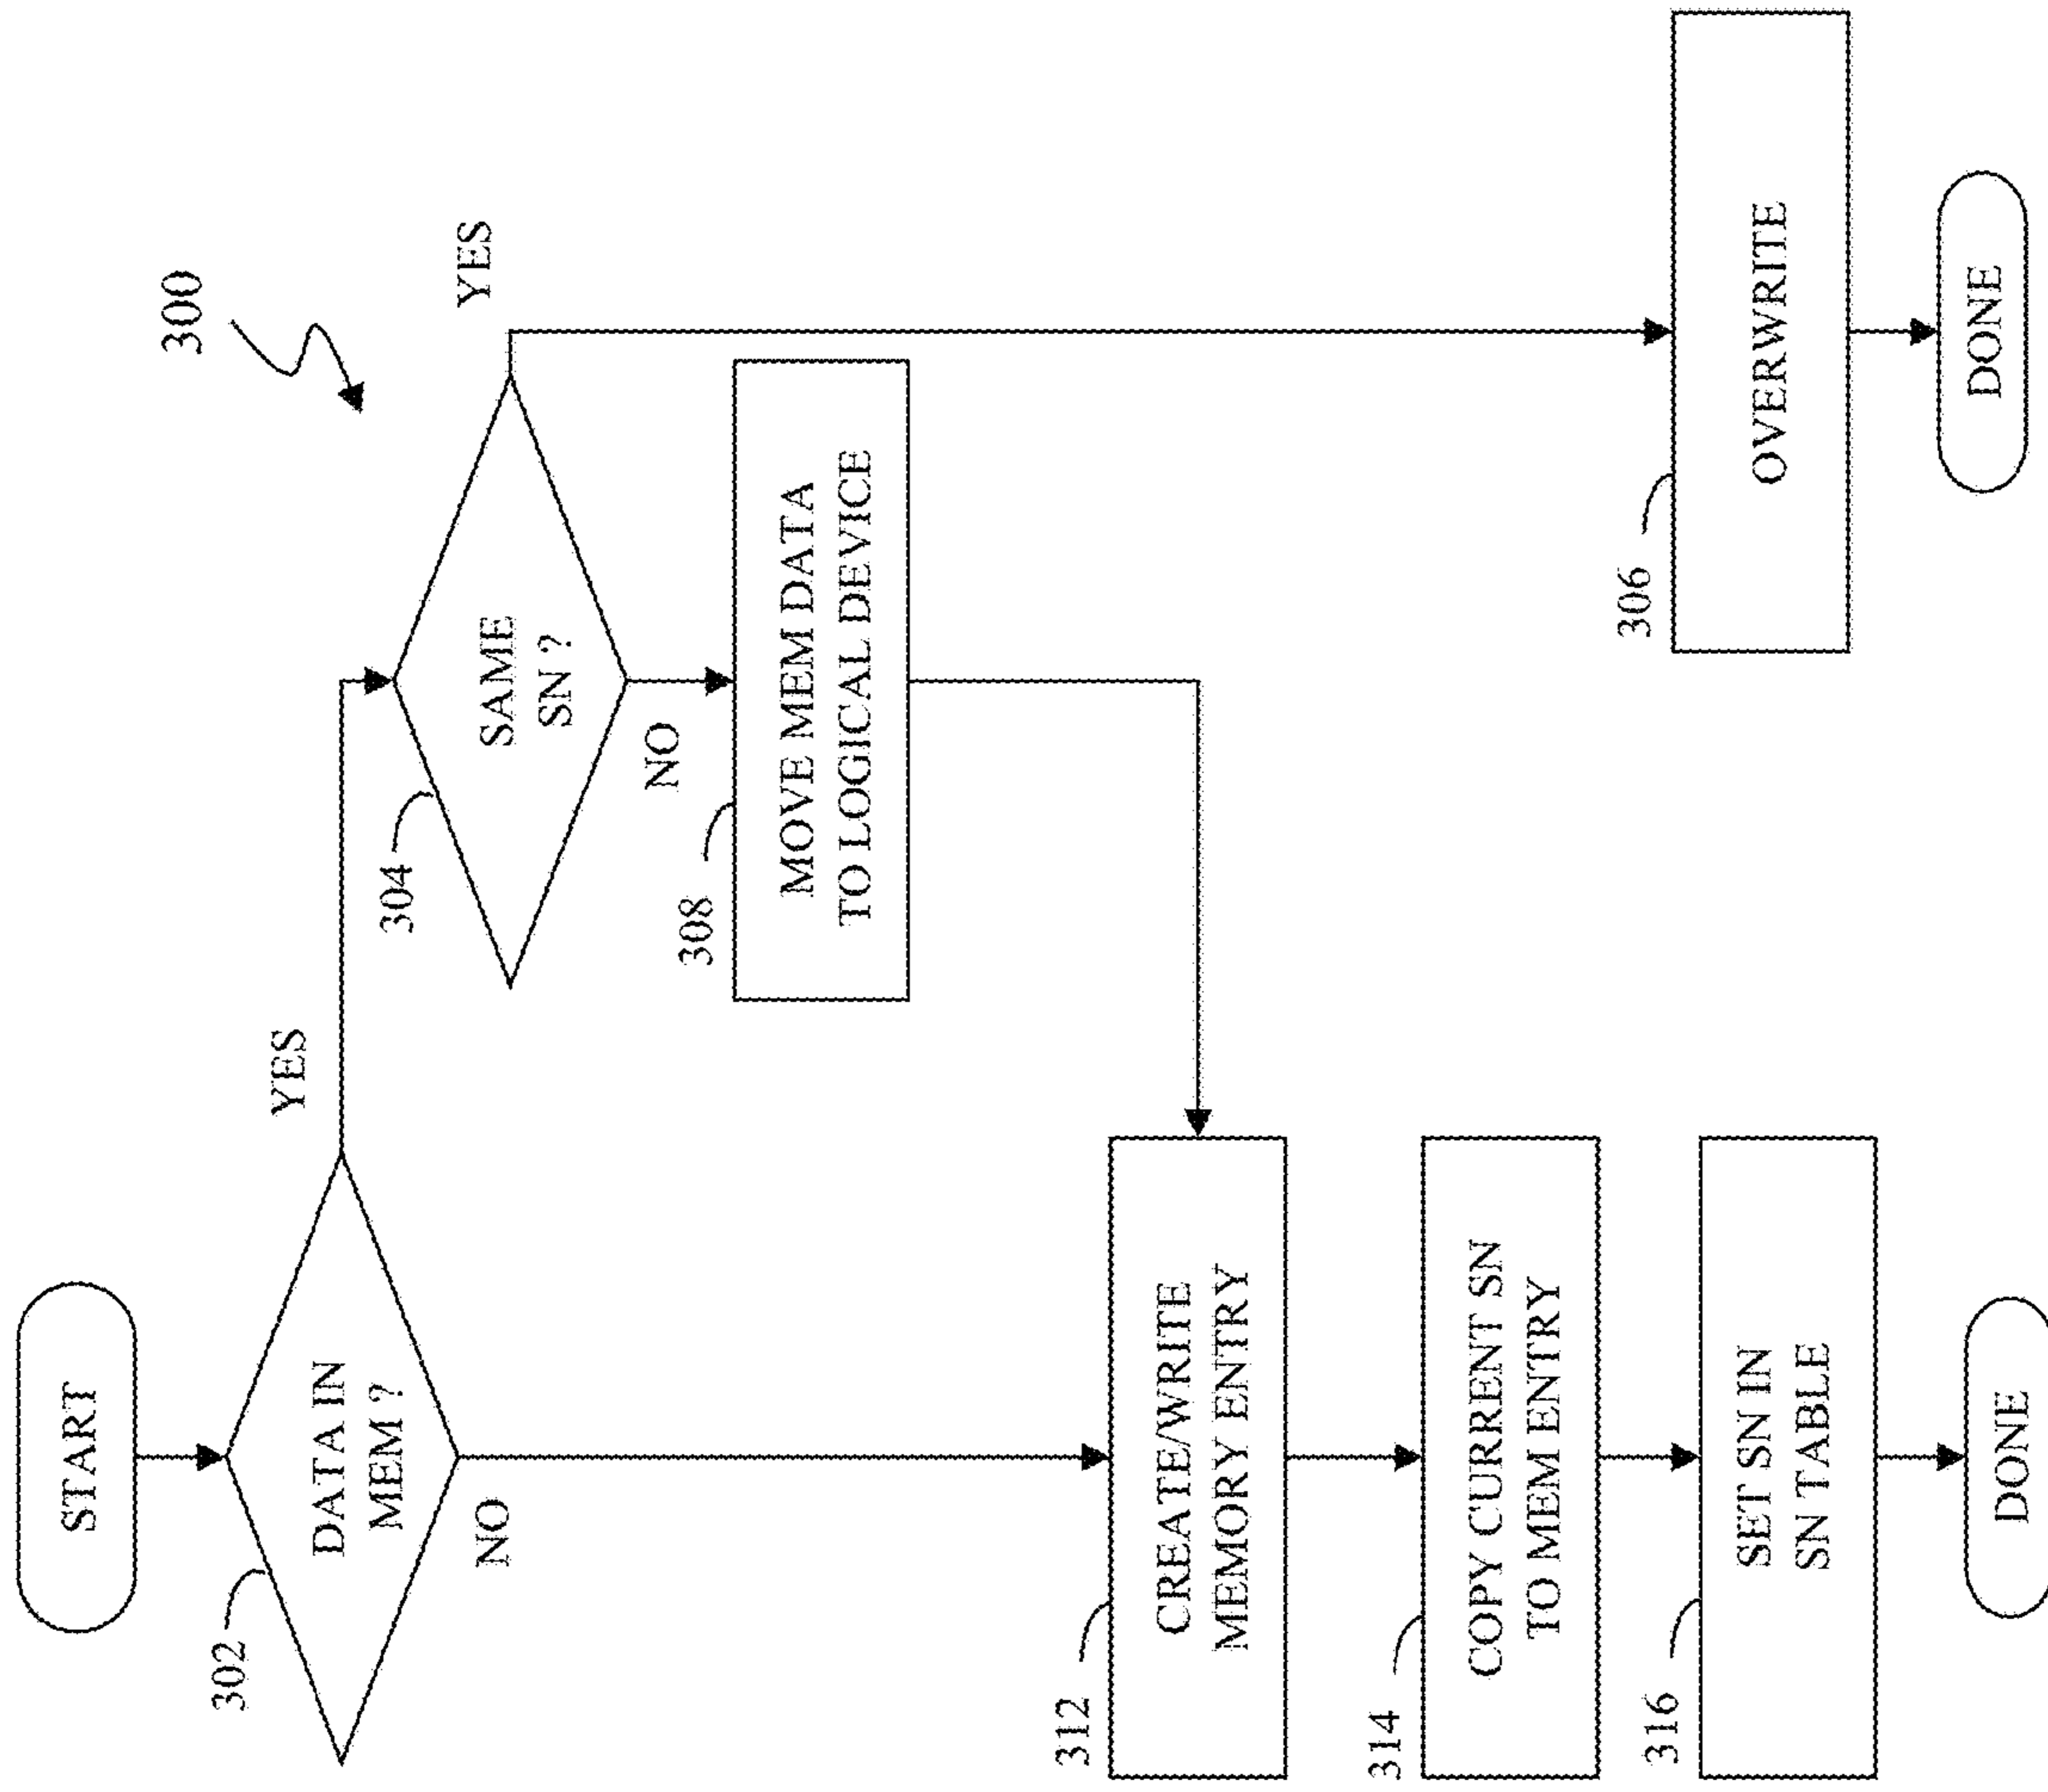 300
START
302
DATA IN
MEM ?
YES
NO
304
SAME
SN ?
YES
NO
308
MOVE MEM DATA
TO LOGICAL DEVICE
312
CREATE/WRITE
MEMORY ENTRY
314
COPY CURRENT SN
TO MEM ENTRY
316
SET SN IN
SN TABLE
DONE
306
OVERWRITE
DONE